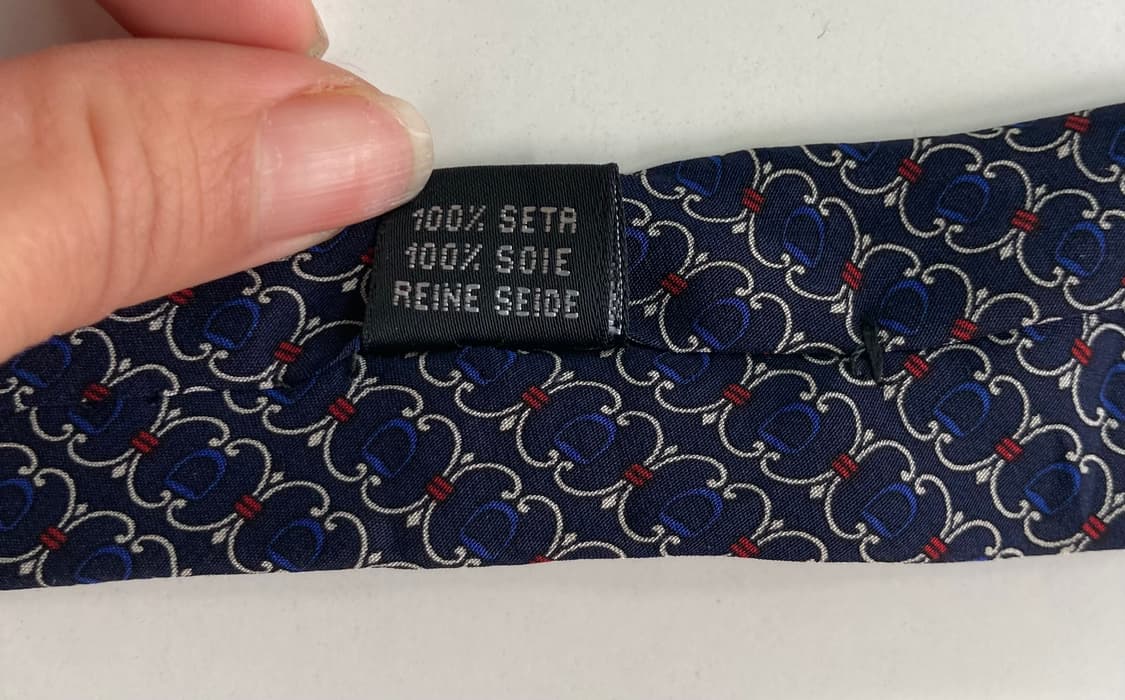 100% SETA
100% SOIE
REINE SEIDE